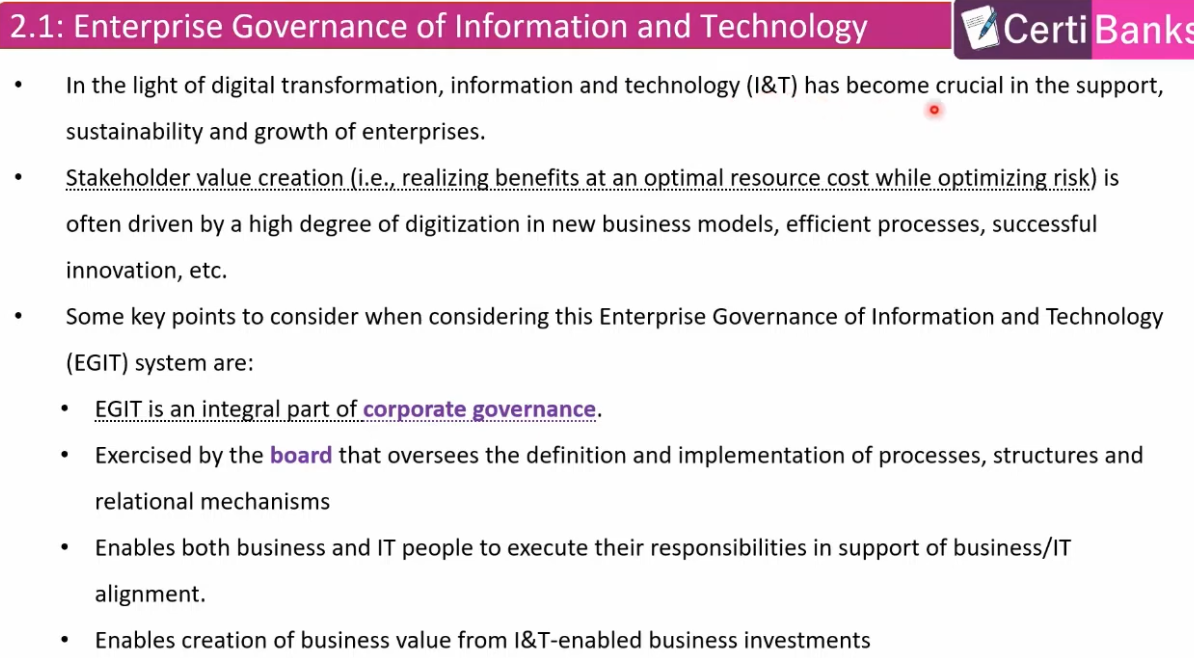 2.1: Enterprise Governance of Information and Technology
Certi Banks
• In the light of digital transformation, information and technology (I&T) has become crucial in the support,
sustainability and growth of enterprises.
• Stakeholder value creation (i.e., realizing benefits at an optimal resource cost while optimizing risk) is
often driven by a high degree of digitization in new business models, efficient processes, successful
innovation, etc.
• Some key points to consider when considering this Enterprise Governance of Information and Technology
(EGIT) system are:
• EGIT is an integral part of corporate governance.
• Exercised by the board that oversees the definition and implementation of processes, structures and
relational mechanisms
• Enables both business and IT people to execute their responsibilities in support of business/IT
alignment.
• Enables creation of business value from I&T-enabled business investments